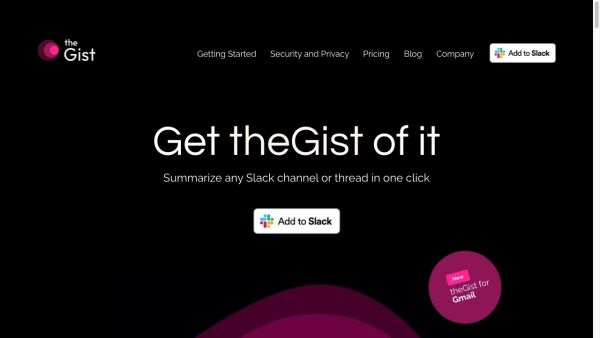 the
Gist
Getting Started Security and Privacy Pricing Blog Company Add to Slack
Get theGist of it
Summarize any Slack channel or thread in one click
Add to Slack
New
theGist for
Gmail